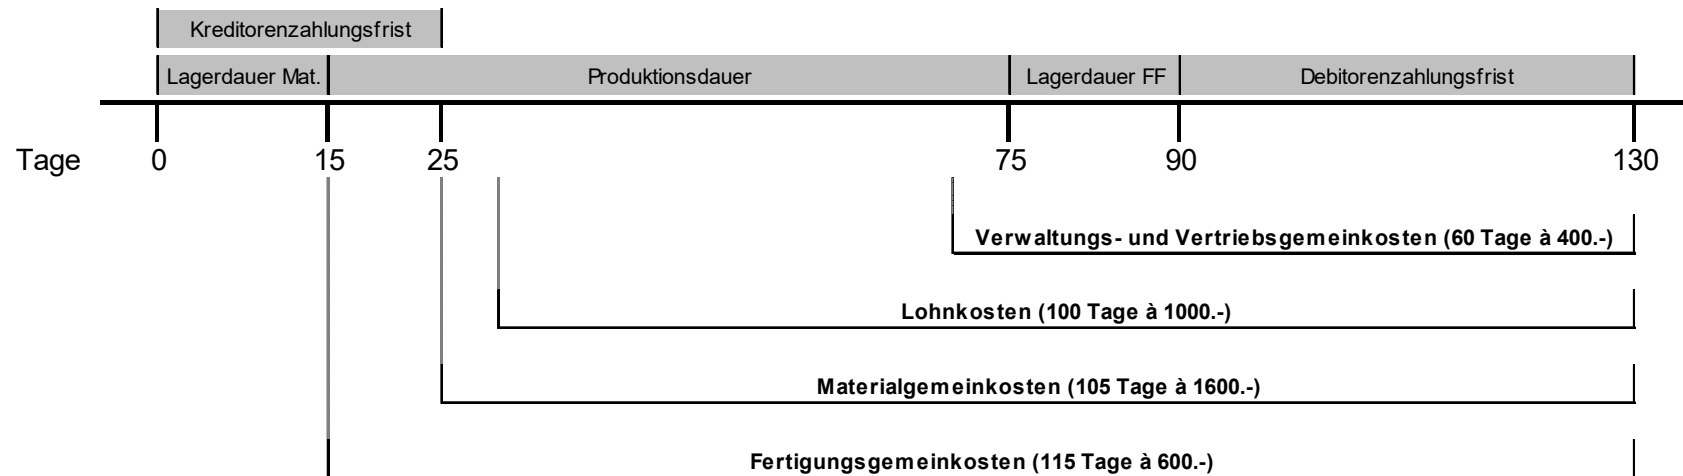 Kreditorenzahlungsfrist
Lagerdauer Mat. Produktionsdauer Lagerdauer FF Debitorenzahlungsfrist
Tage 0 15 25 75 90 130
Verwaltungs- und Vertriebsgemeinkosten (60 Tage à 400.-)
Lohnkosten (100 Tage à 1000.-)
Materialgemeinkosten (105 Tage à 1600.-)
Fertigungsgemeinkosten (115 Tage à 600.-)